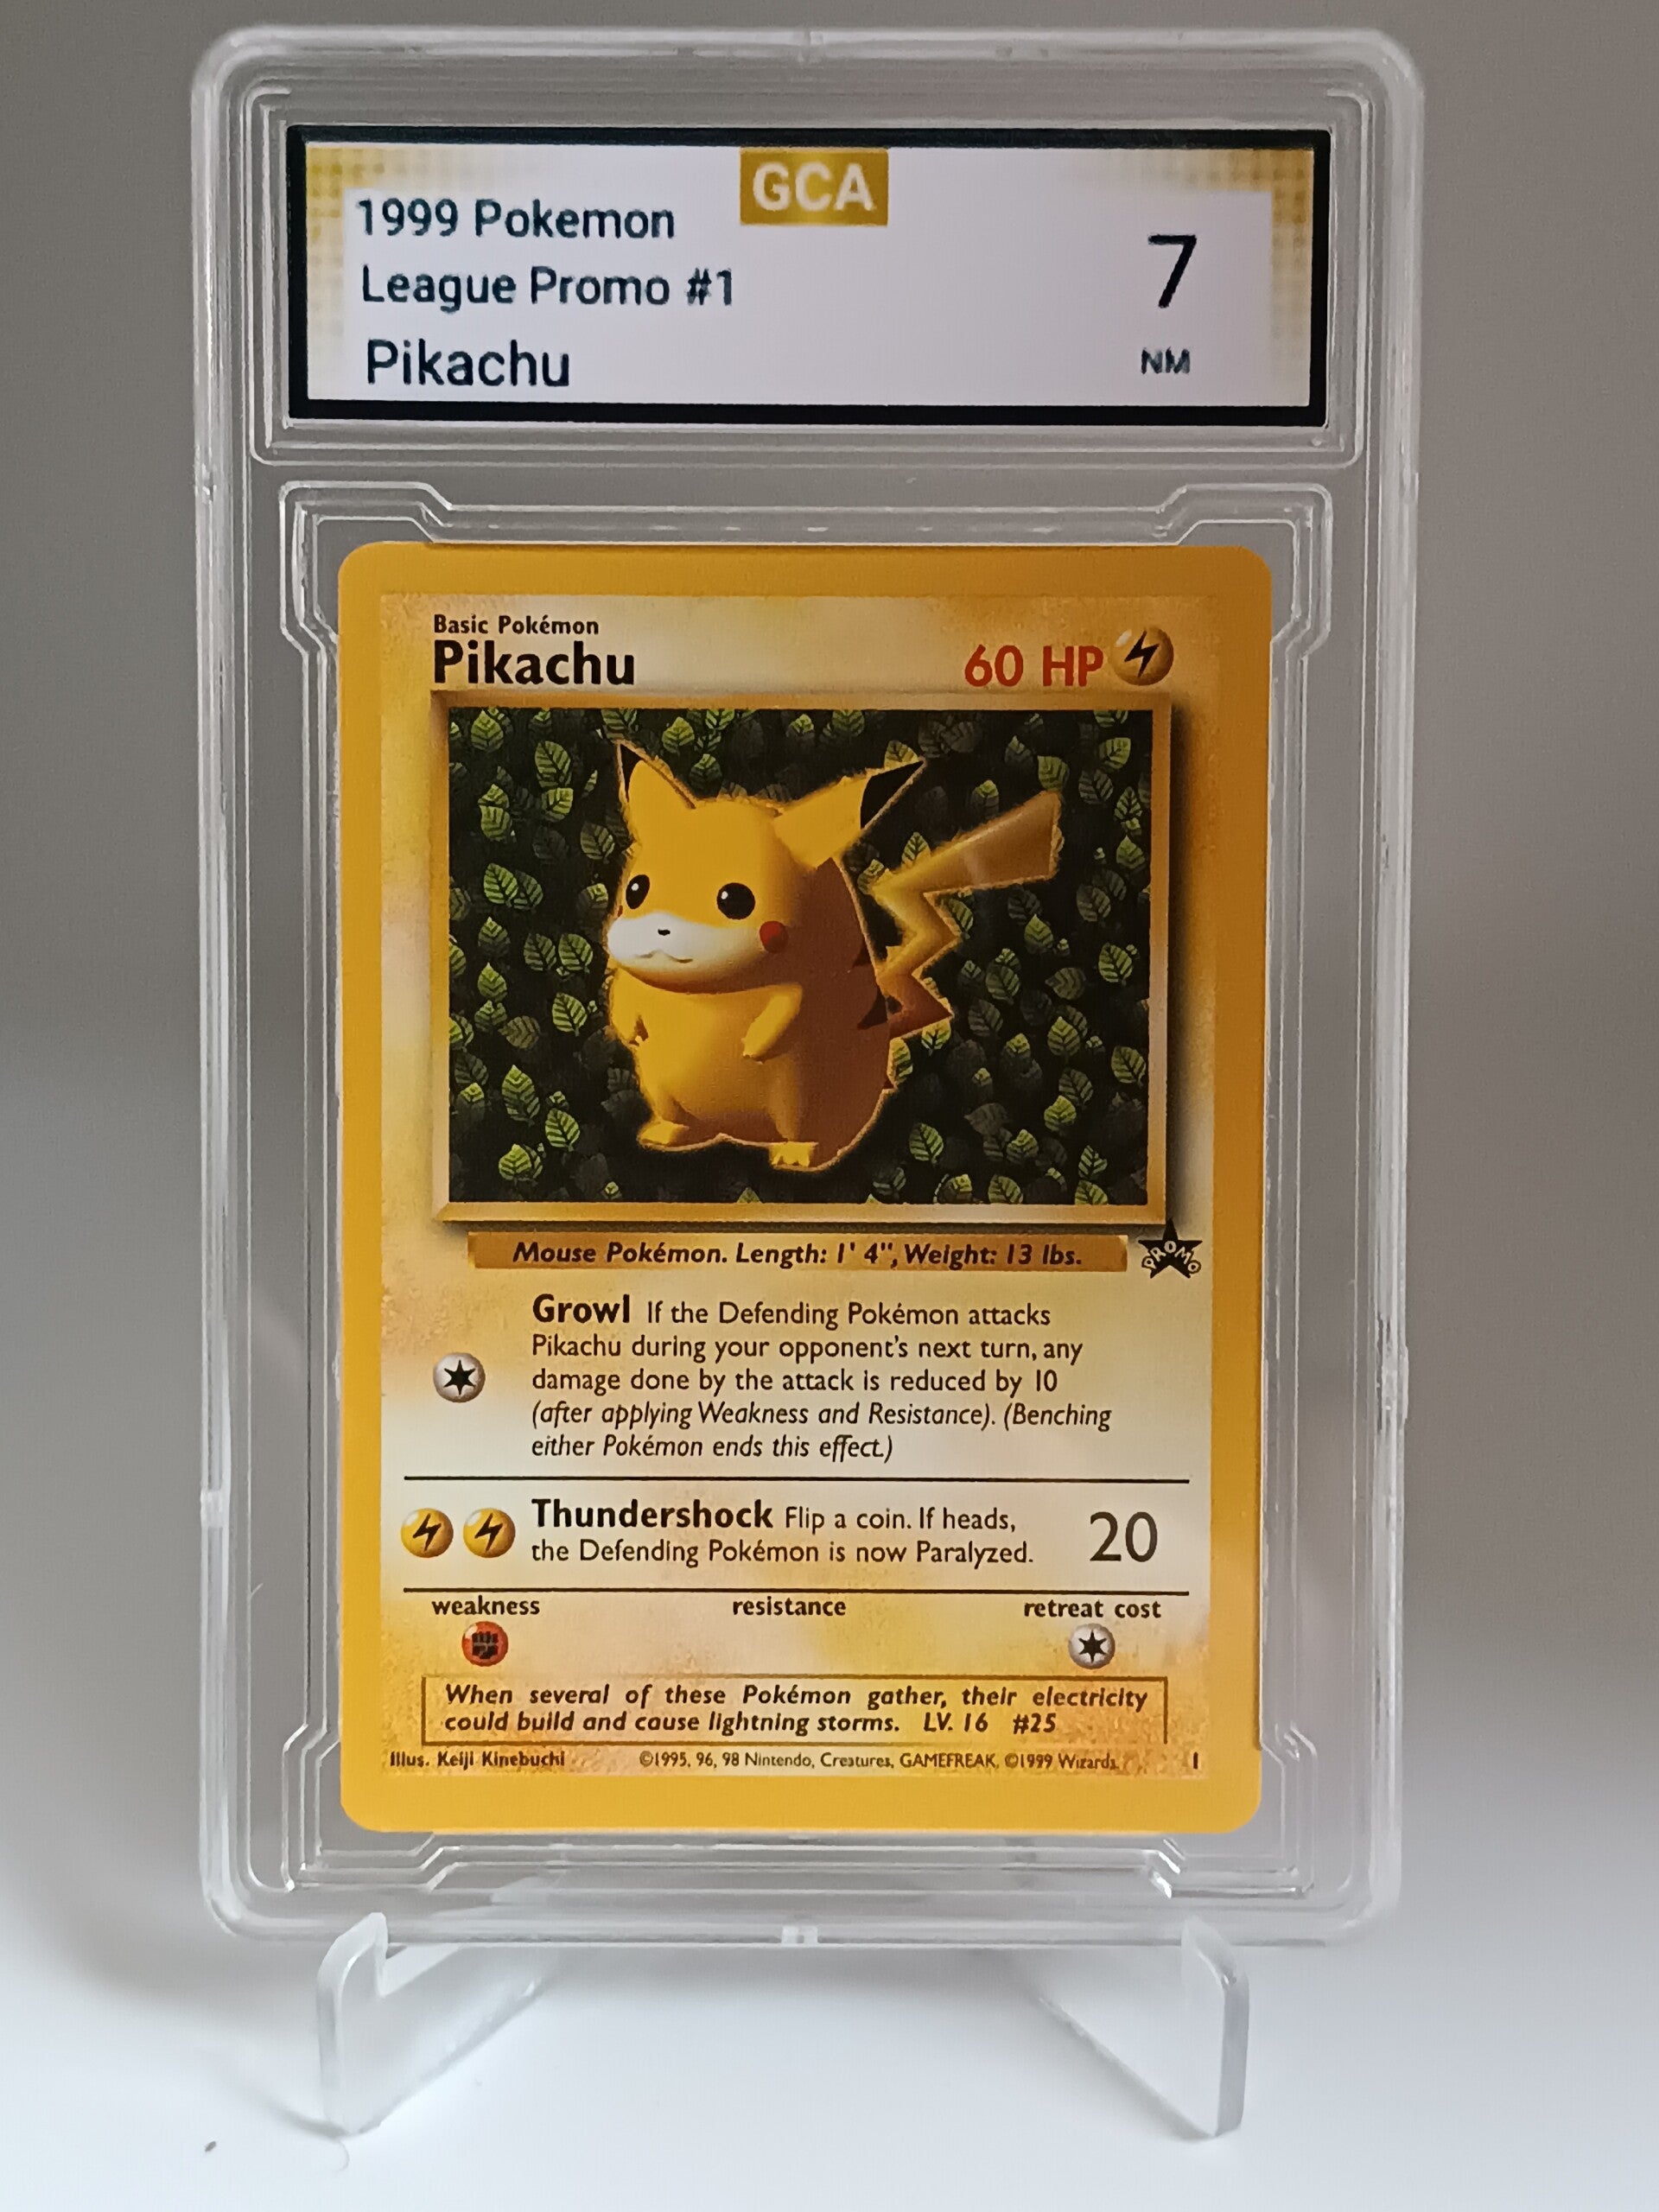 GCA
1999 Pokemon
League Promo #1
Pikachu
7
NM
Basic Pokémon
Pikachu
60 HP
Mouse Pokémon. Length: 1' 4", Weight: 13 lbs.
PROMO
Growl If the Defending Pokémon attacks
Pikachu during your opponent's next turn, any
damage done by the attack is reduced by 10
(after applying Weakness and Resistance). (Benching
either Pokémon ends this effect.)
Thundershock Flip a coin. If heads,
the Defending Pokémon is now Paralyzed.
20
weakness resistance retreat cost
When several of these Pokémon gather, their electricity
could build and cause lightning storms. LV. 16 #25
Illus. Keiji Kinebuchi ©1995, 96, 98 Nintendo, Creatures, GAMEFREAK, ©1999 Wizards. 1